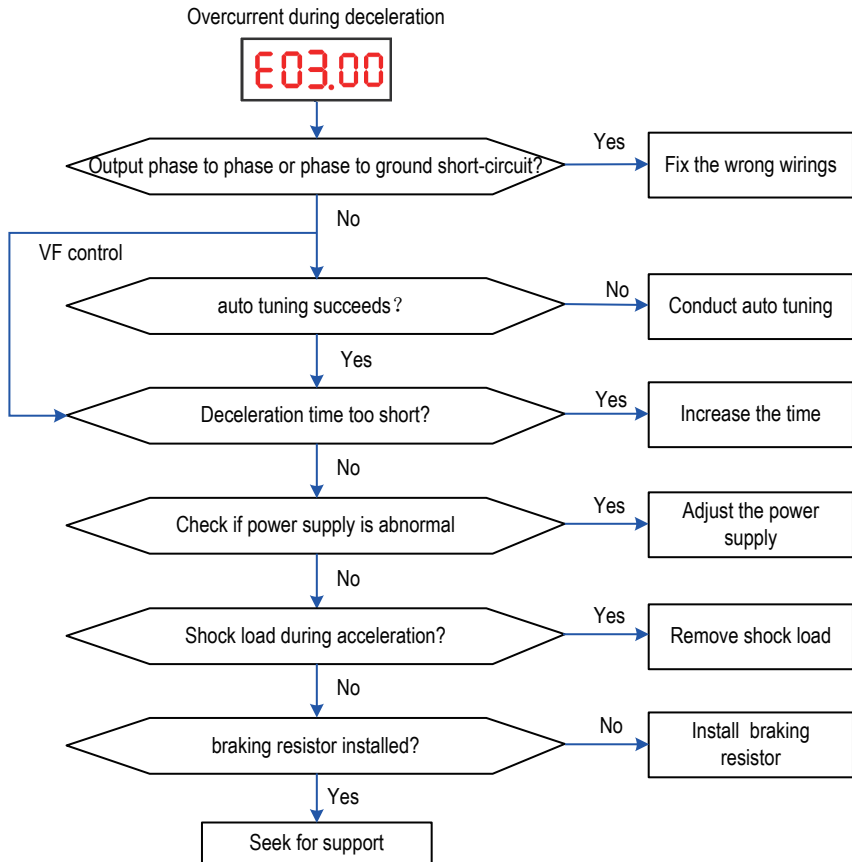 Overcurrent during deceleration
E03.00
Output phase to phase or phase to ground short-circuit?
Yes
Fix the wrong wirings
No
VF control
auto tuning succeeds？
No
Conduct auto tuning
Yes
Deceleration time too short?
Yes
Increase the time
No
Check if power supply is abnormal
Yes
Adjust the power
supply
No
Shock load during acceleration?
Yes
Remove shock load
No
braking resistor installed?
No
Install braking
resistor
Yes
Seek for support